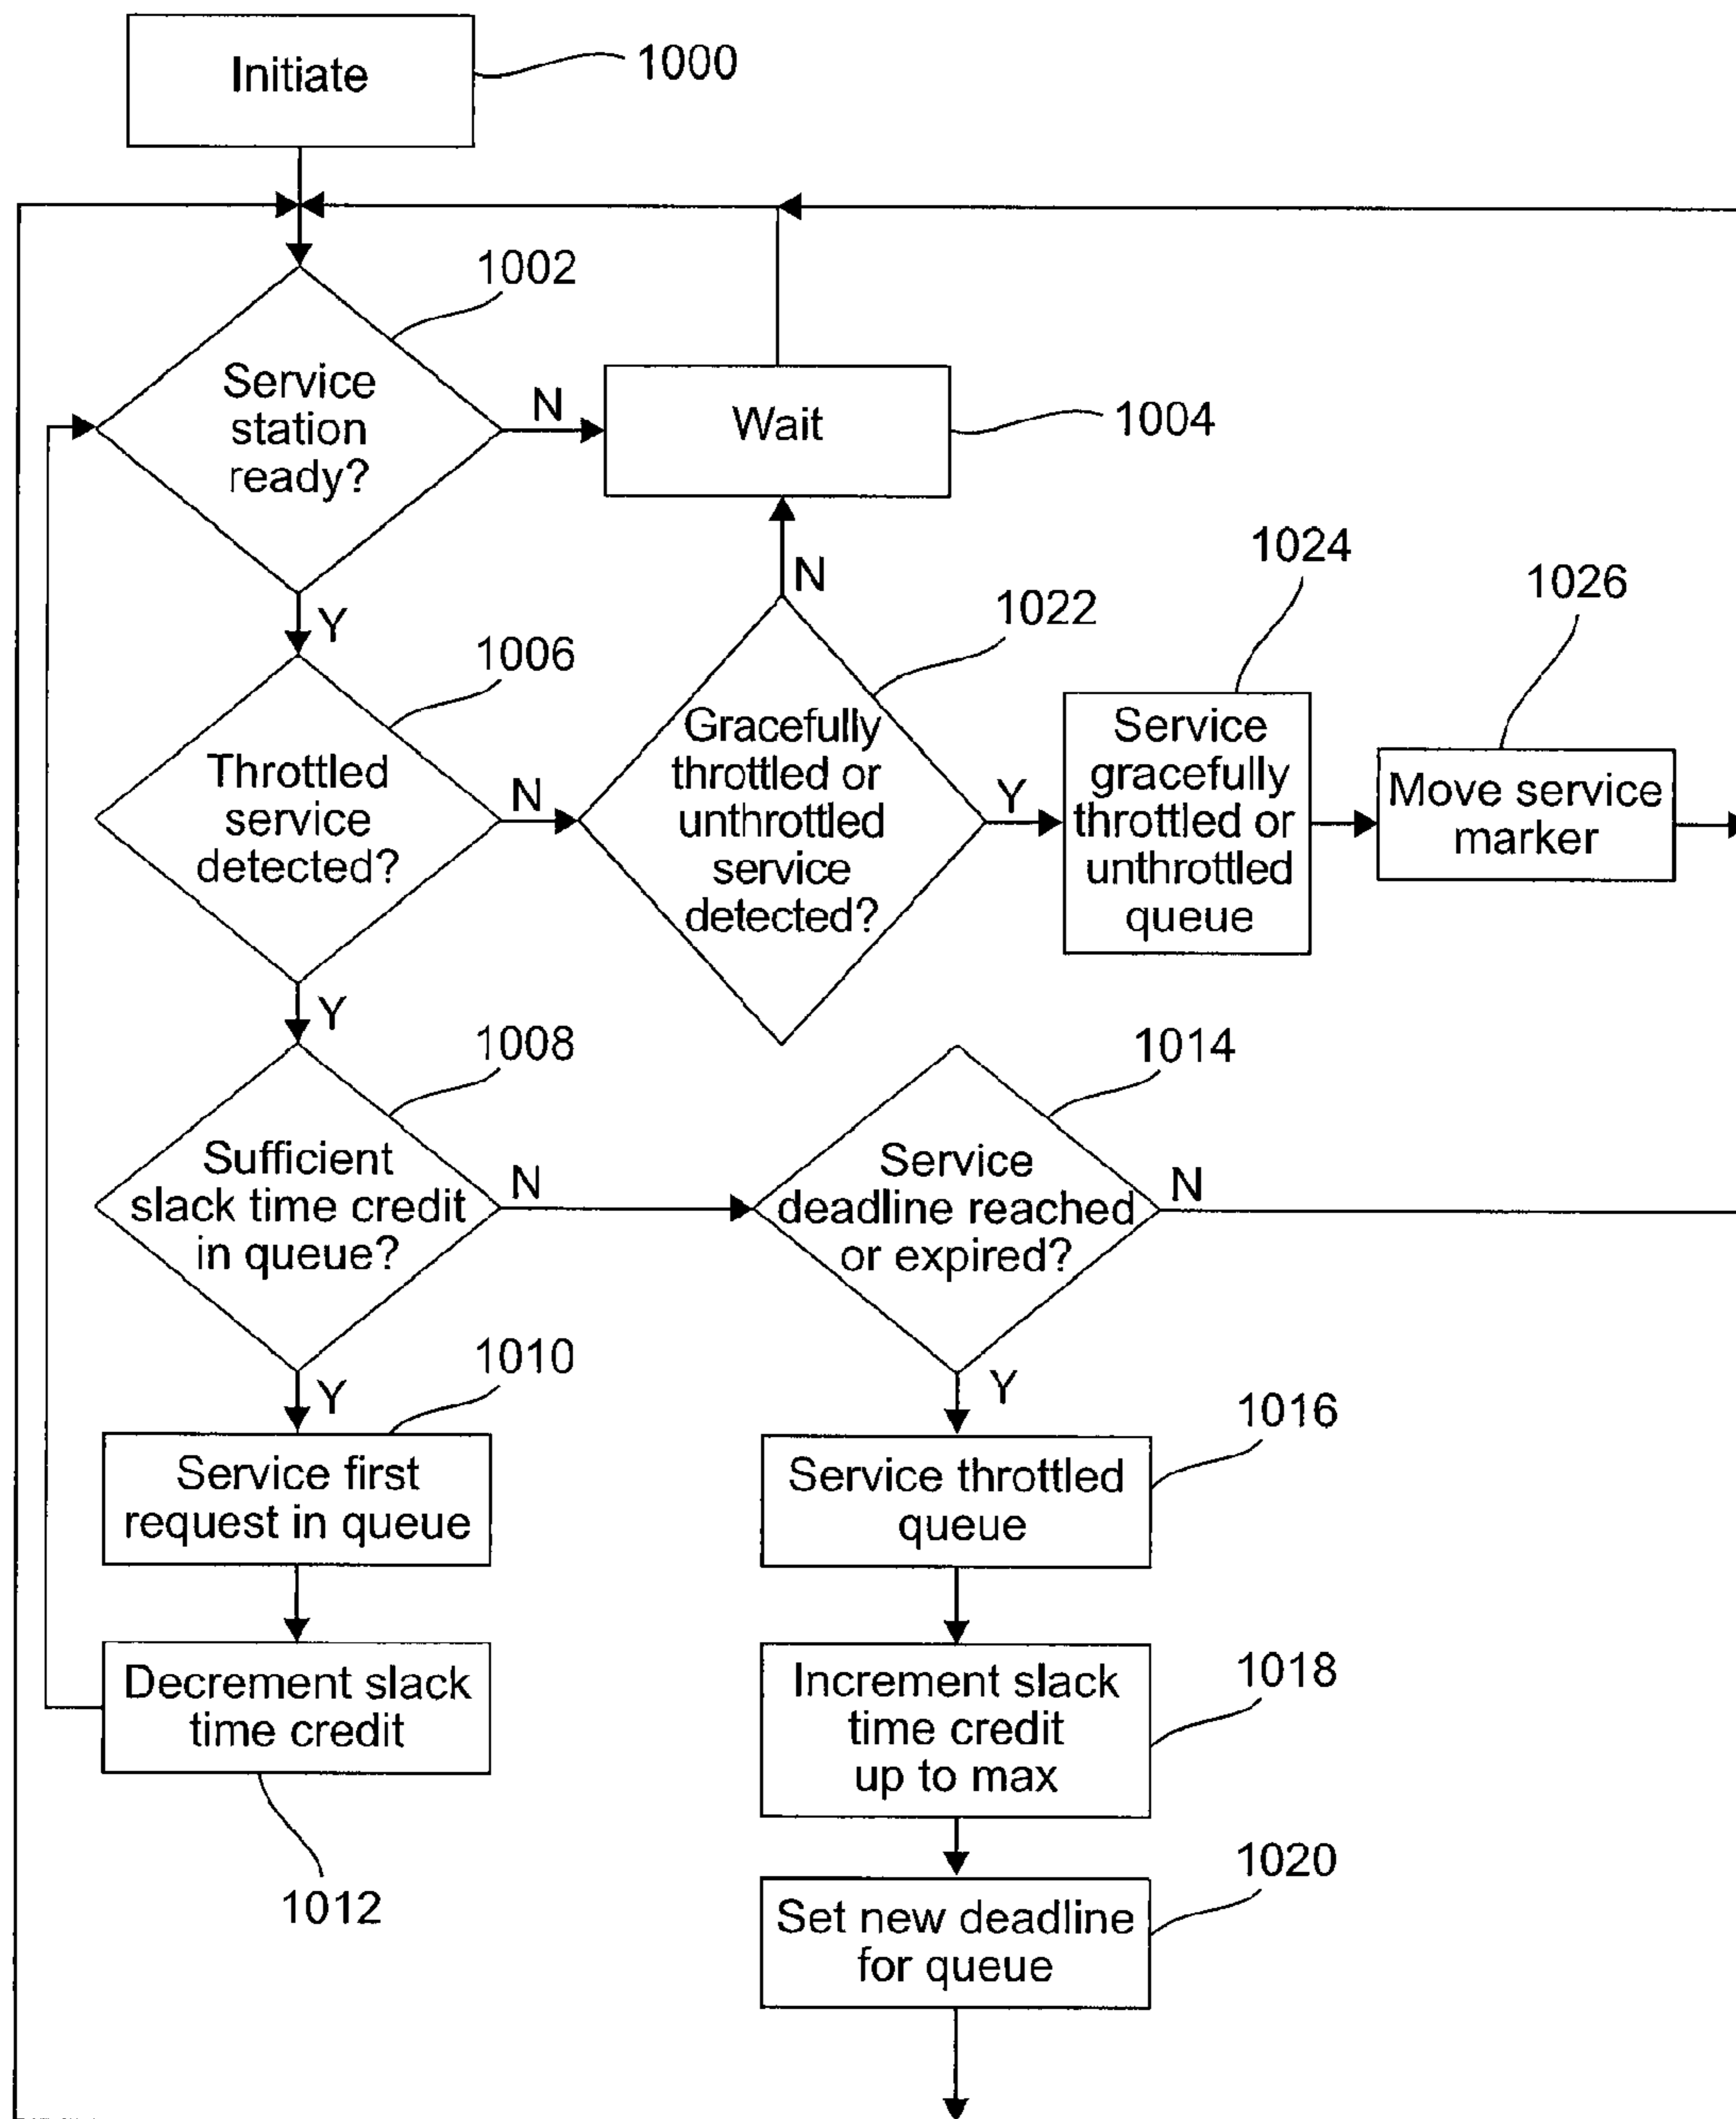 Initiate
1000
1002
Service
station
ready?
N
Wait
1004
Y
1006
Throttled
service
detected?
N
N
1022
Gracefully
throttled or
unthrottled
service
detected?
Y
1024
Service
gracefully
throttled or
unthrottled
queue
1026
Move service
marker
Y
1008
Sufficient
slack time credit
in queue?
N
1014
Service
deadline reached
or expired?
N
Y
1010
Service first
request in queue
Y
1016
Service throttled
queue
Decrement slack
time credit
1012
Increment slack
time credit
up to max
1018
1020
Set new deadline
for queue